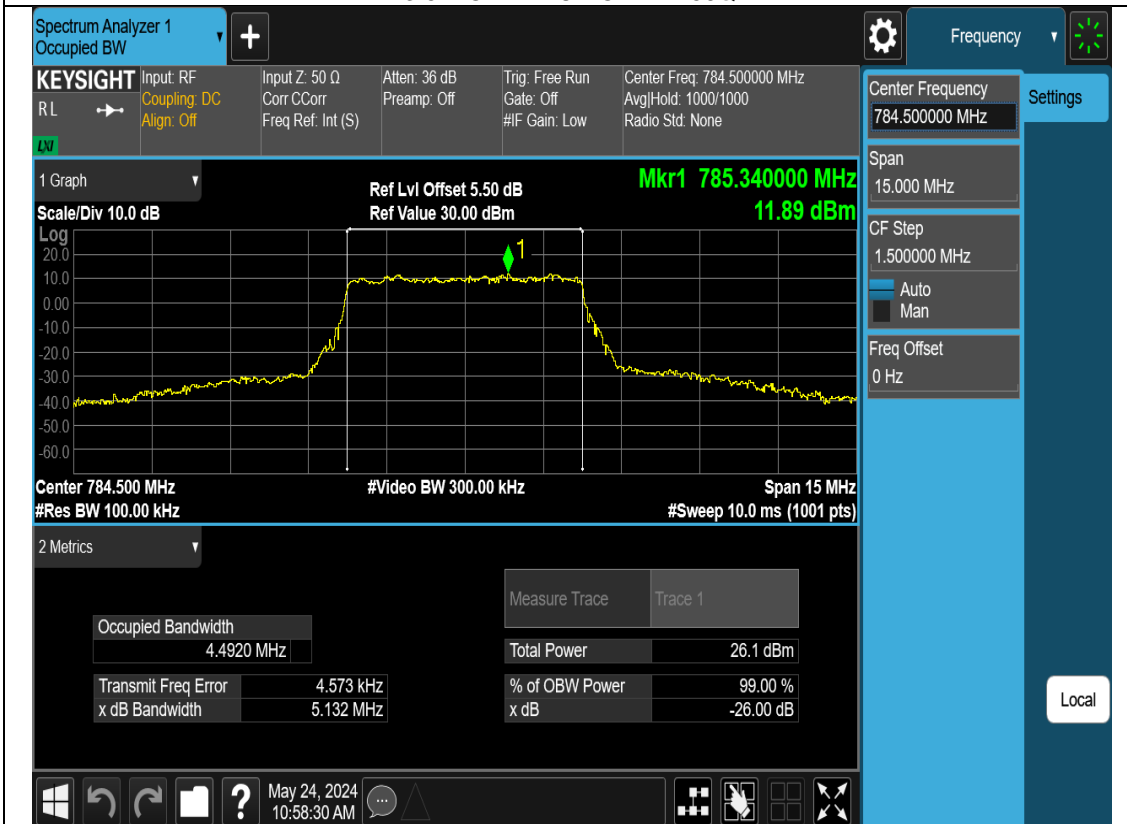 Spectrum Analyzer 1
Occupied BW
+
Frequency
KEYSIGHT
R L
LXI
Input: RF
Coupling: DC
Align: Off
Input Z: 50 Ω
Corr CCorr
Freq Ref: Int (S)
Atten: 36 dB
Preamp: Off
Trig: Free Run
Gate: Off
#IF Gain: Low
Center Freq: 784.500000 MHz
Avg|Hold: 1000/1000
Radio Std: None
Center Frequency
784.500000 MHz
Settings
Span
15.000 MHz
CF Step
1.500000 MHz
Auto
Man
Freq Offset
0 Hz
Local
1 Graph
Scale/Div 10.0 dB
Ref Lvl Offset 5.50 dB
Ref Value 30.00 dBm
Mkr1 785.340000 MHz
11.89 dBm
Log
20.0
10.0
0.00
-10.0
-20.0
-30.0
-40.0
-50.0
-60.0
1
Center 784.500 MHz
#Video BW 300.00 kHz
Span 15 MHz
#Res BW 100.00 kHz
#Sweep 10.0 ms (1001 pts)
2 Metrics
Measure Trace Trace 1
Occupied Bandwidth
4.4920 MHz
Total Power 26.1 dBm
Transmit Freq Error 4.573 kHz
% of OBW Power 99.00 %
x dB Bandwidth 5.132 MHz
x dB -26.00 dB
?
May 24, 2024
10:58:30 AM